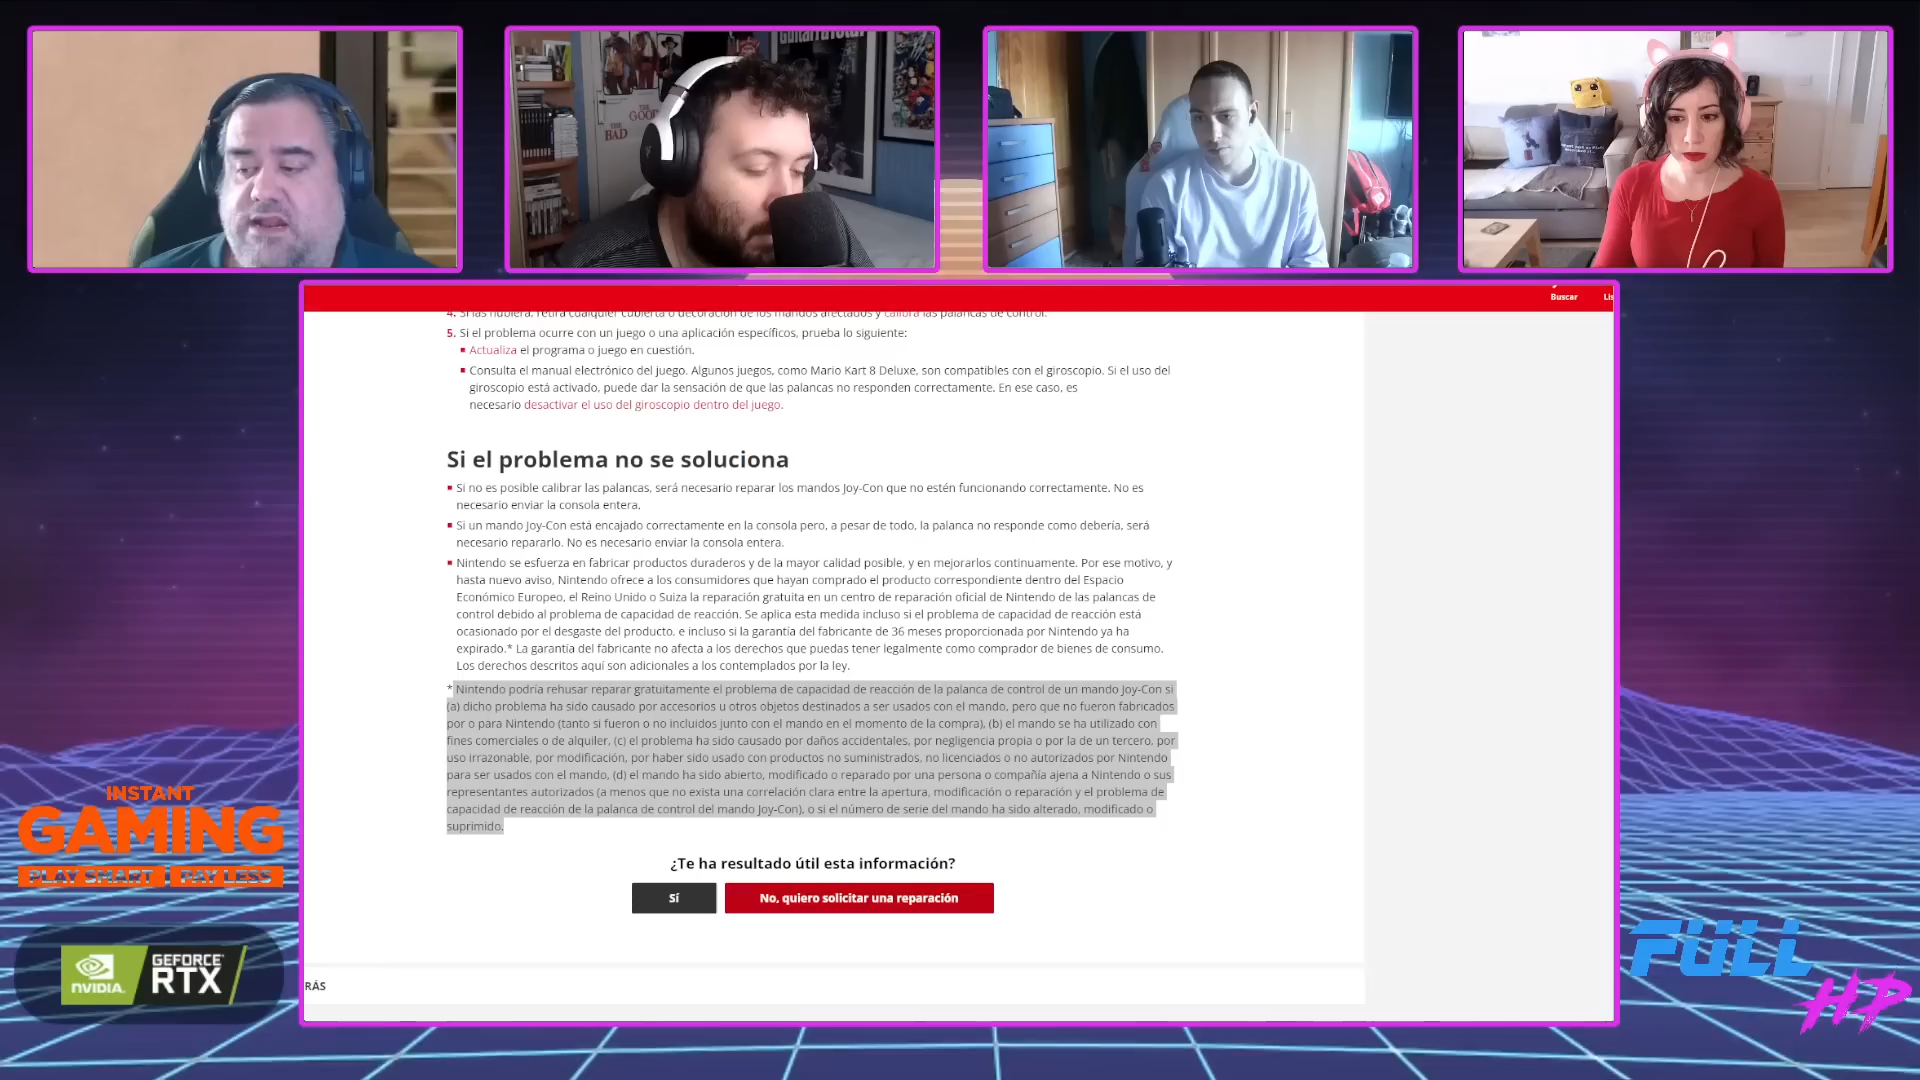 THE GOOD
THE BAD
Buscar
4. Si las hubiera, retira cualquier cubierta o decoración de los mandos afectados y calibra las palancas de control.
5. Si el problema ocurre con un juego o una aplicación específicos, prueba lo siguiente:
Actualiza el programa o juego en cuestión.
Consulta el manual electrónico del juego. Algunos juegos, como Mario Kart 8 Deluxe, son compatibles con el giroscopio. Si el uso del
giroscopio está activado, puede dar la sensación de que las palancas no responden correctamente. En ese caso, es
necesario desactivar el uso del giroscopio dentro del juego.
Si el problema no se soluciona
Si no es posible calibrar las palancas, será necesario reparar los mandos Joy-Con que no estén funcionando correctamente. No es
necesario enviar la consola entera.
Si un mando Joy-Con está encajado correctamente en la consola pero, a pesar de todo, la palanca no responde como debería, será
necesario repararlo. No es necesario enviar la consola entera.
Nintendo se esfuerza en fabricar productos duraderos y de la mayor calidad posible, y en mejorarlos continuamente. Por ese motivo, y
hasta nuevo aviso, Nintendo ofrece a los consumidores que hayan comprado el producto correspondiente dentro del Espacio
Económico Europeo, el Reino Unido o Suiza la reparación gratuita en un centro de reparación oficial de Nintendo de las palancas de
control debido al problema de capacidad de reacción. Se aplica esta medida incluso si el problema de capacidad de reacción está
ocasionado por el desgaste del producto, e incluso si la garantía del fabricante de 36 meses proporcionada por Nintendo ya ha
expirado.* La garantía del fabricante no afecta a los derechos que puedas tener legalmente como comprador de bienes de consumo.
Los derechos descritos aquí son adicionales a los contemplados por la ley.
* Nintendo podría rehusar reparar gratuitamente el problema de capacidad de reacción de la palanca de control de un mando Joy-Con si
(a) dicho problema ha sido causado por accesorios u otros objetos destinados a ser usados con el mando, pero que no fueron fabricados
por o para Nintendo (tanto si fueron o no incluidos junto con el mando en el momento de la compra), (b) el mando se ha utilizado con
fines comerciales o de alquiler, (c) el problema ha sido causado por daños accidentales, por negligencia propia o por la de un tercero, por
uso irrazonable, por modificación, por haber sido usado con productos no suministrados, no licenciados o no autorizados por Nintendo
para ser usados con el mando, (d) el mando ha sido abierto, modificado o reparado por una persona o compañía ajena a Nintendo o sus
representantes autorizados (a menos que no exista una correlación clara entre la apertura, modificación o reparación y el problema de
capacidad de reacción de la palanca de control del mando Joy-Con), o si el número de serie del mando ha sido alterado, modificado o
suprimido.
¿Te ha resultado útil esta información?
Sí
No, quiero solicitar una reparación
RÁS
INSTANT
GAMING
PLAY SMART PAY LESS
NVIDIA.
GEFORCE
RTX
FULL
HP